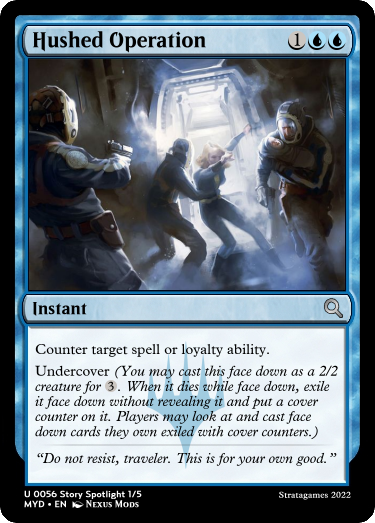 Hushed Operation 1
Instant
Counter target spell or loyalty ability.
Undercover (You may cast this face down as a 2/2
creature for 3. When it dies while face down, exile
it face down without revealing it and put a cover
counter on it. Players may look at and cast face
down cards they own exiled with cover counters.)
“Do not resist, traveler. This is for your own good.”
U 0056 Story Spotlight 1/5
MYD • EN Nexus Mods
Stratagames 2022